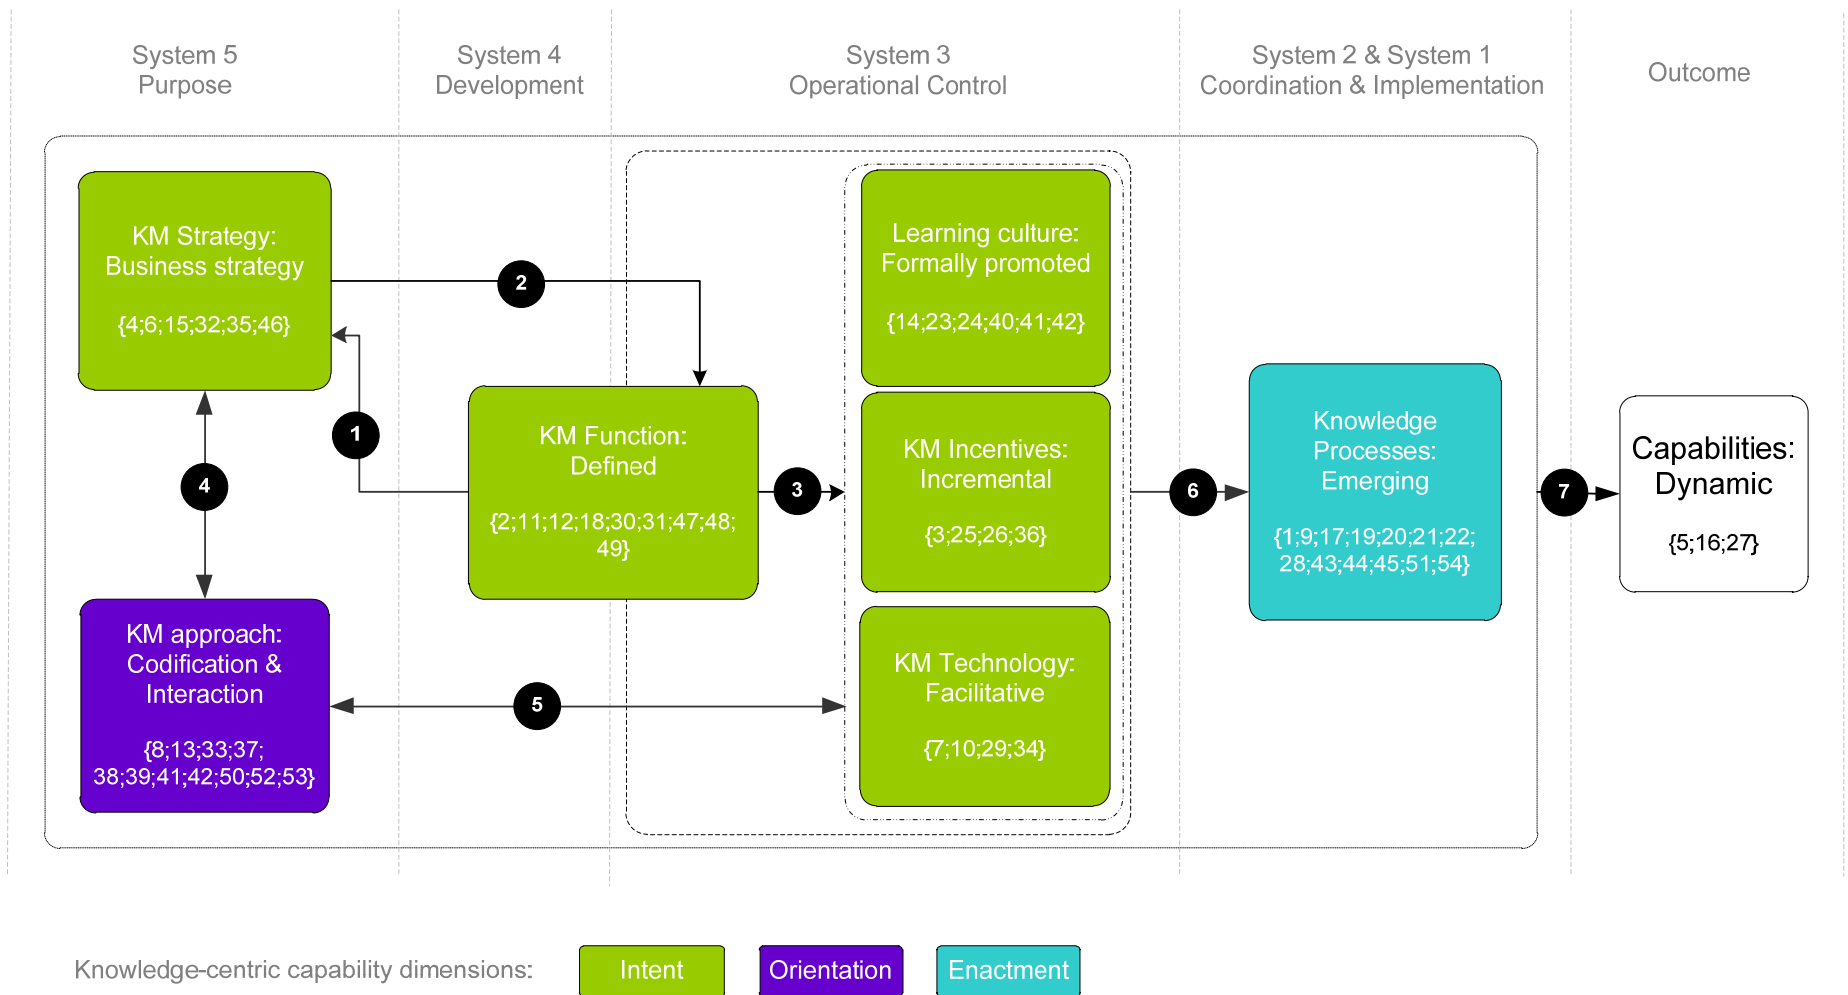 System 5
Purpose
System 4
Development
System 3
Operational Control
System 2 & System 1
Coordination & Implementation
Outcome
KM Strategy:
Business strategy
{4;6;15;32;35;46}
2
1
4
KM approach:
Codification &
Interaction
{8;13;33;37;
38;39;41;42;50;52;53}
KM Function:
Defined
{2;11;12;18;30;31;47;48;
49}
3
5
Learning culture:
Formally promoted
{14;23;24;40;41;42}
KM Incentives:
Incremental
{3;25;26;36}
KM Technology:
Facilitative
{7;10;29;34}
6
Knowledge
Processes:
Emerging
{1;9;17;19;20;21;22;
28;43;44;45;51;54}
7
Capabilities:
Dynamic
{5;16;27}
Knowledge-centric capability dimensions:
Intent
Orientation
Enactment